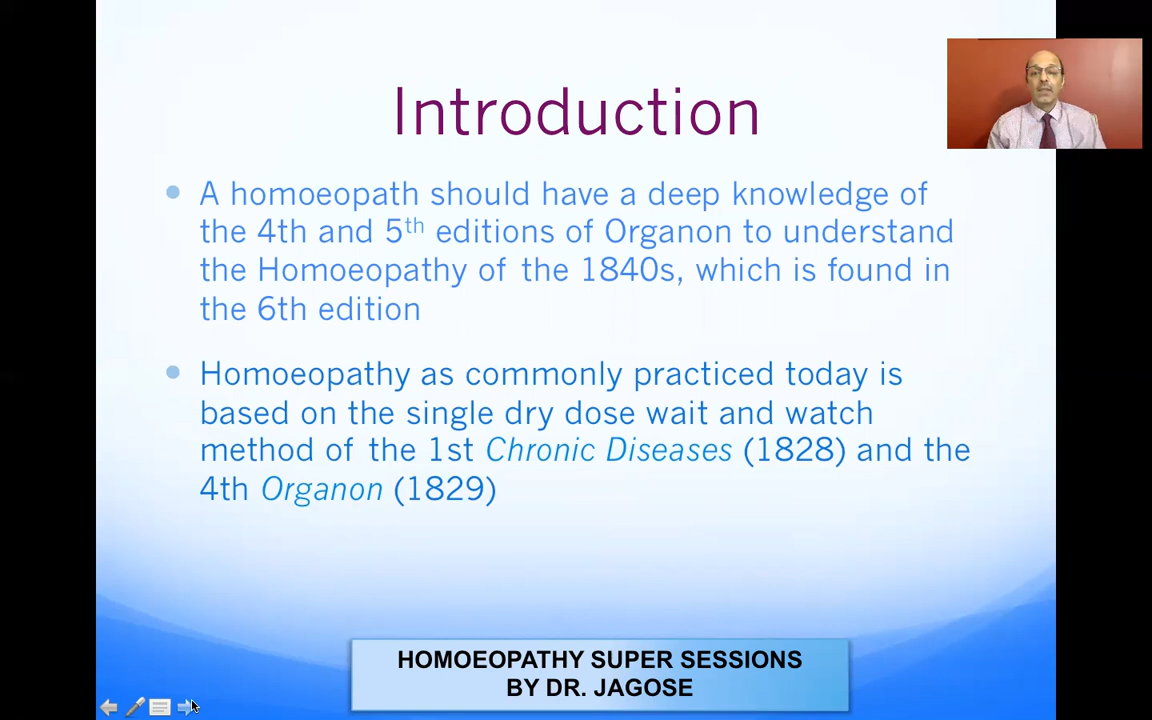 Introduction
A homoeopath should have a deep knowledge of
the 4th and 5th editions of Organon to understand
the Homoeopathy of the 1840s, which is found in
the 6th edition
Homoeopathy as commonly practiced today is
based on the single dry dose wait and watch
method of the 1st Chronic Diseases (1828) and the
4th Organon (1829)
HOMOEOPATHY SUPER SESSIONS
BY DR. JAGOSE